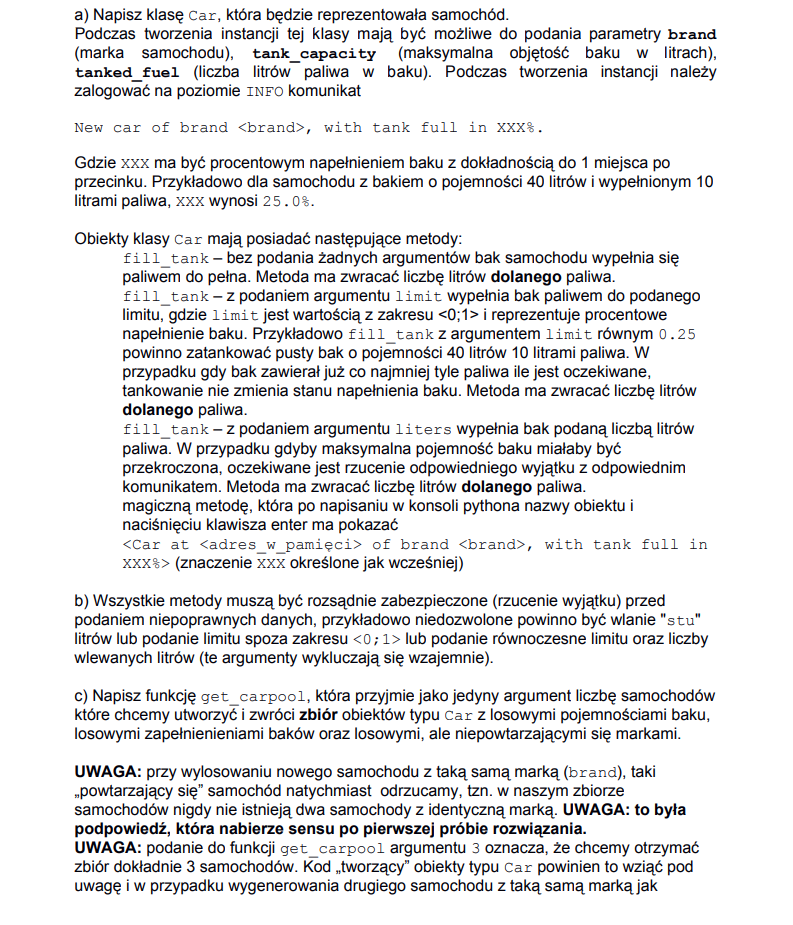 a) Napisz klasę Car, która będzie reprezentowała samochód.
Podczas tworzenia instancji tej klasy mają być możliwe do podania parametry brand
(marka samochodu), tank_capacity (maksymalna objętość baku w litrach),
tanked_fuel (liczba litrów paliwa w baku). Podczas tworzenia instancji należy
zalogować na poziomie INFO komunikat
New car of brand <brand>, with tank full in XXX%.
Gdzie XXX ma być procentowym napełnieniem baku z dokładnością do 1 miejsca po
przecinku. Przykładowo dla samochodu z bakiem o pojemności 40 litrów i wypełnionym 10
litrami paliwa, XXX wynosi 25.0%.
Obiekty klasy Car mają posiadać następujące metody:
fill_tank – bez podania żadnych argumentów bak samochodu wypełnia się
paliwem do pełna. Metoda ma zwracać liczbę litrów dolanego paliwa.
fill_tank – z podaniem argumentu limit wypełnia bak paliwem do podanego
limitu, gdzie limit jest wartością z zakresu <0;1> i reprezentuje procentowe
napełnienie baku. Przykładowo fill_tank z argumentem limit równym 0.25
powinno zatankować pusty bak o pojemności 40 litrów 10 litrami paliwa. W
przypadku gdy bak zawierał już co najmniej tyle paliwa ile jest oczekiwane,
tankowanie nie zmienia stanu napełnienia baku. Metoda ma zwracać liczbę litrów
dolanego paliwa.
fill_tank – z podaniem argumentu liters wypełnia bak podaną liczbą litrów
paliwa. W przypadku gdyby maksymalna pojemność baku miałaby być
przekroczona, oczekiwane jest rzucenie odpowiedniego wyjątku z odpowiednim
komunikatem. Metoda ma zwracać liczbę litrów dolanego paliwa.
magiczną metodę, która po napisaniu w konsoli pythona nazwy obiektu i
naciśnięciu klawisza enter ma pokazać
<Car at <adres_w_pamięci> of brand <brand>, with tank full in
XXX%> (znaczenie XXX określone jak wcześniej)
b) Wszystkie metody muszą być rozsądnie zabezpieczone (rzucenie wyjątku) przed
podaniem niepoprawnych danych, przykładowo niedozwolone powinno być wlanie "stu"
litrów lub podanie limitu spoza zakresu <0;1> lub podanie równoczesne limitu oraz liczby
wlewanych litrów (te argumenty wykluczają się wzajemnie).
c) Napisz funkcję get_carpool, która przyjmie jako jedyny argument liczbę samochodów
które chcemy utworzyć i zwróci zbiór obiektów typu Car z losowymi pojemnościami baku,
losowymi zapełnienieniami baków oraz losowymi, ale niepowtarzającymi się markami.
UWAGA: przy wylosowaniu nowego samochodu z taką samą marką (brand), taki
„powtarzający się” samochód natychmiast odrzucamy, tzn. w naszym zbiorze
samochodów nigdy nie istnieją dwa samochody z identyczną marką. UWAGA: to była
podpowiedź, która nabierze sensu po pierwszej próbie rozwiązania.
UWAGA: podanie do funkcji get_carpool argumentu 3 oznacza, że chcemy otrzymać
zbiór dokładnie 3 samochodów. Kod „tworzący” obiekty typu Car powinien to wziąć pod
uwagę i w przypadku wygenerowania drugiego samochodu z taką samą marką jak